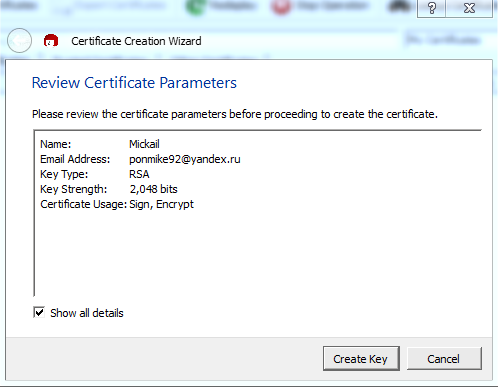 Certificate Creation Wizard
Review Certificate Parameters
Please review the certificate parameters before proceeding to create the certificate.
Name: Mickail
Email Address: ponmike92@yandex.ru
Key Type: RSA
Key Strength: 2,048 bits
Certificate Usage: Sign, Encrypt
Show all details
Create Key Cancel